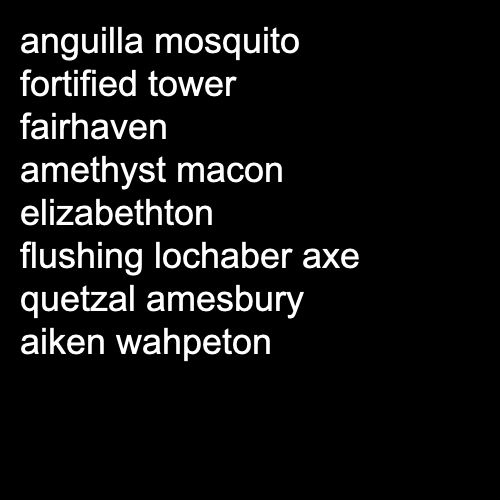 anguilla mosquito
fortified tower
fairhaven
amethyst macon
elizabethton
flushing lochaber axe
quetzal amesbury
aiken wahpeton